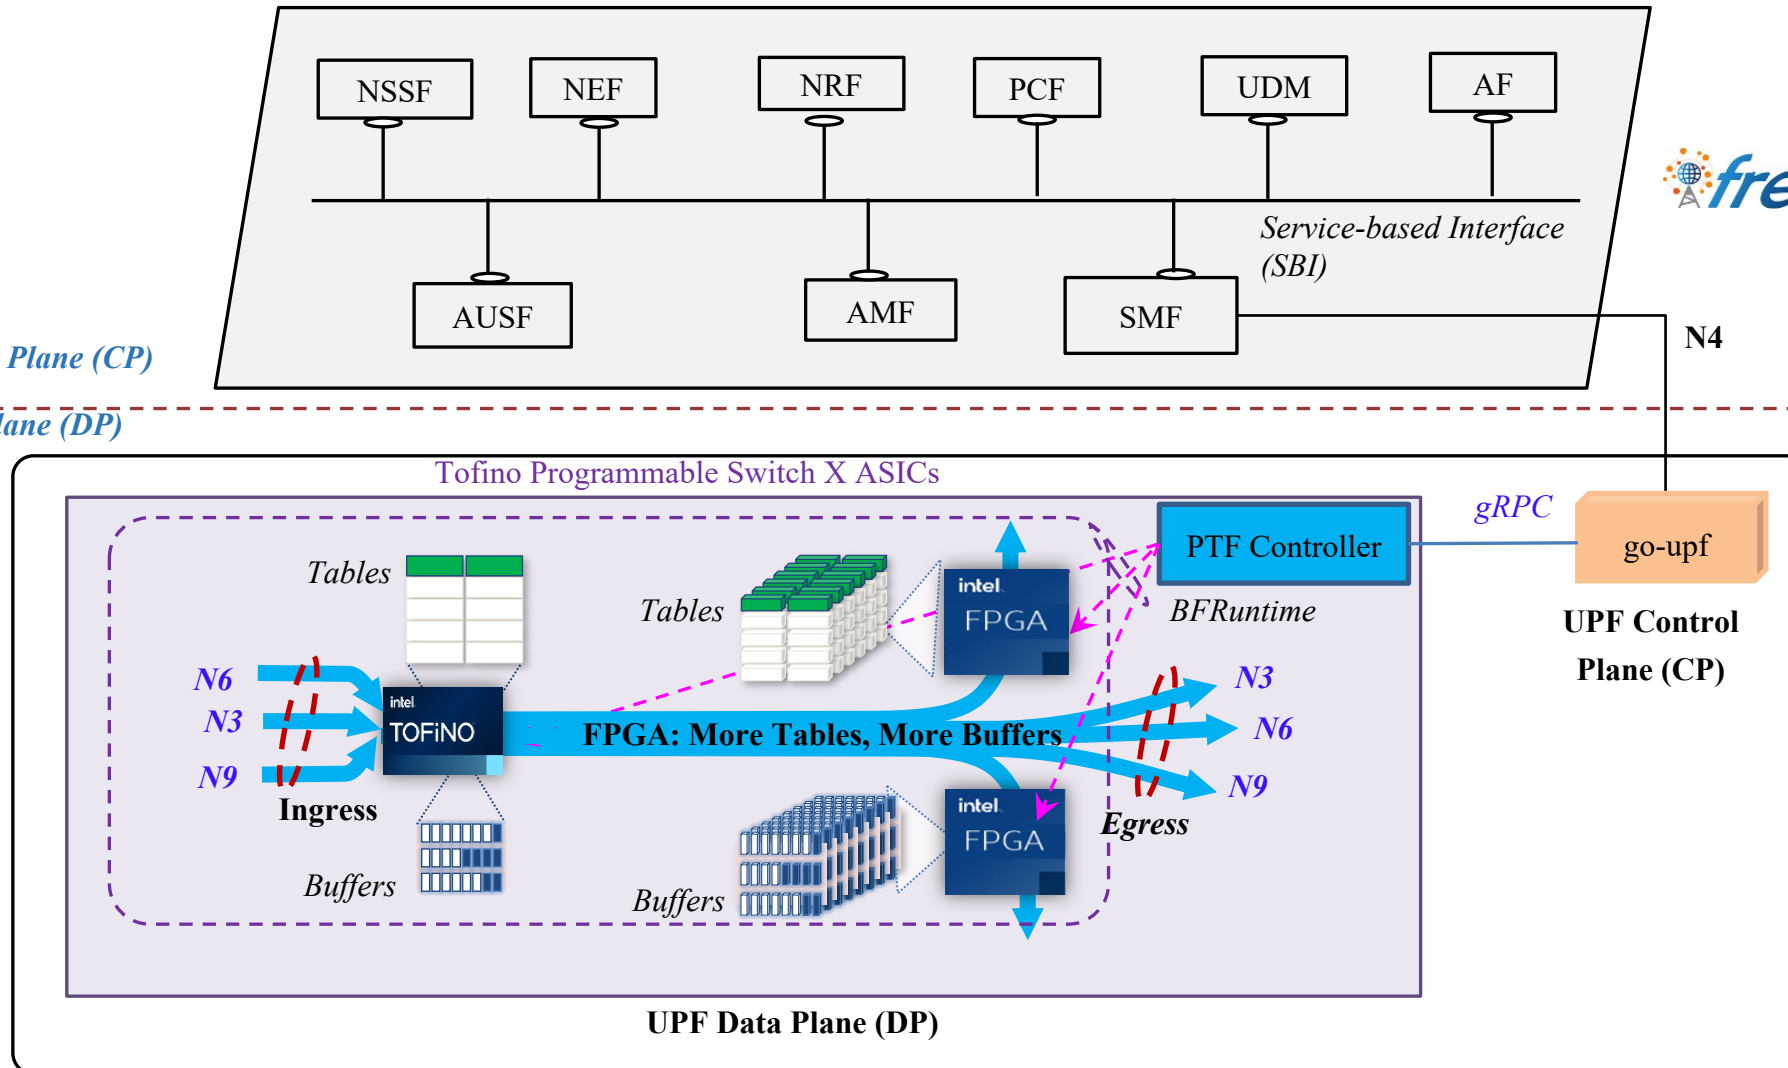 NSSF
NEF
NRF
PCF
UDM
AF
fre
Service-based Interface
(SBI)
AUSF
AMF
SMF
N4
Plane (CP)
lane (DP)
Tofino Programmable Switch X ASICs
gRPC
PTF Controller
go-upf
Tables
Tables
intel
FPGA
BFRuntime
UPF Control
Plane (CP)
N6
N3
N9
intel
TOFiNO
FPGA: More Tables, More Buffers
N3
N6
N9
Ingress
intel
FPGA
Egress
Buffers
Buffers
UPF Data Plane (DP)